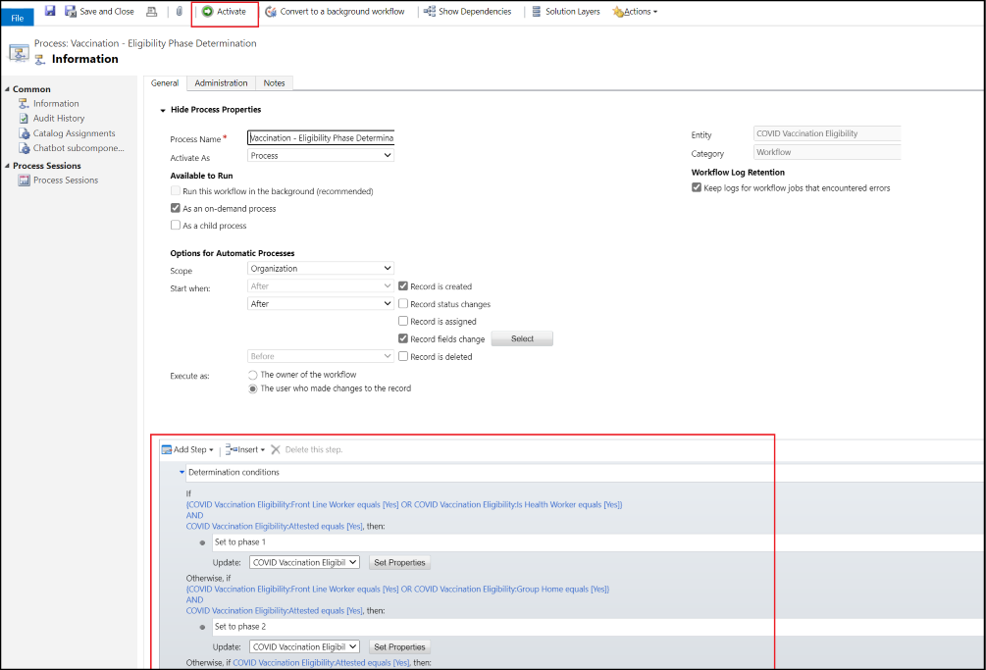 File
Save and Close
Activate
Convert to a background workflow
Show Dependencies
Solution Layers
Actions
Process: Vaccination - Eligibility Phase Determination
Information
Common
Information
Audit History
Catalog Assignments
Chatbot subcompone...
Process Sessions
Process Sessions
General
Administration
Notes
Hide Process Properties
Process Name *
Vaccination - Eligibility Phase Determina
Activate As
Process
Available to Run
Run this workflow in the background (recommended)
As an on-demand process
As a child process
Entity
COVID Vaccination Eligibility
Category
Workflow
Workflow Log Retention
Keep logs for workflow jobs that encountered errors
Options for Automatic Processes
Scope
Organization
Start when:
After
Record is created
After
Record status changes
Record is assigned
Record fields change
Select
Before
Record is deleted
Execute as:
The owner of the workflow
The user who made changes to the record
Add Step
Insert
Delete this step.
Determination conditions
If
(COVID Vaccination Eligibility:Front Line Worker equals [Yes] OR COVID Vaccination Eligibility:Is Health Worker equals [Yes])
AND
COVID Vaccination Eligibility:Attested equals [Yes], then:
Set to phase 1
Update:
COVID Vaccination Eligibil
Set Properties
Otherwise, if
(COVID Vaccination Eligibility:Front Line Worker equals [Yes] OR COVID Vaccination Eligibility:Group Home equals [Yes])
AND
COVID Vaccination Eligibility:Attested equals [Yes], then:
Set to phase 2
Update:
COVID Vaccination Eligibil
Set Properties
Otherwise, if COVID Vaccination Eligibility:Attested equals [Yes], then: